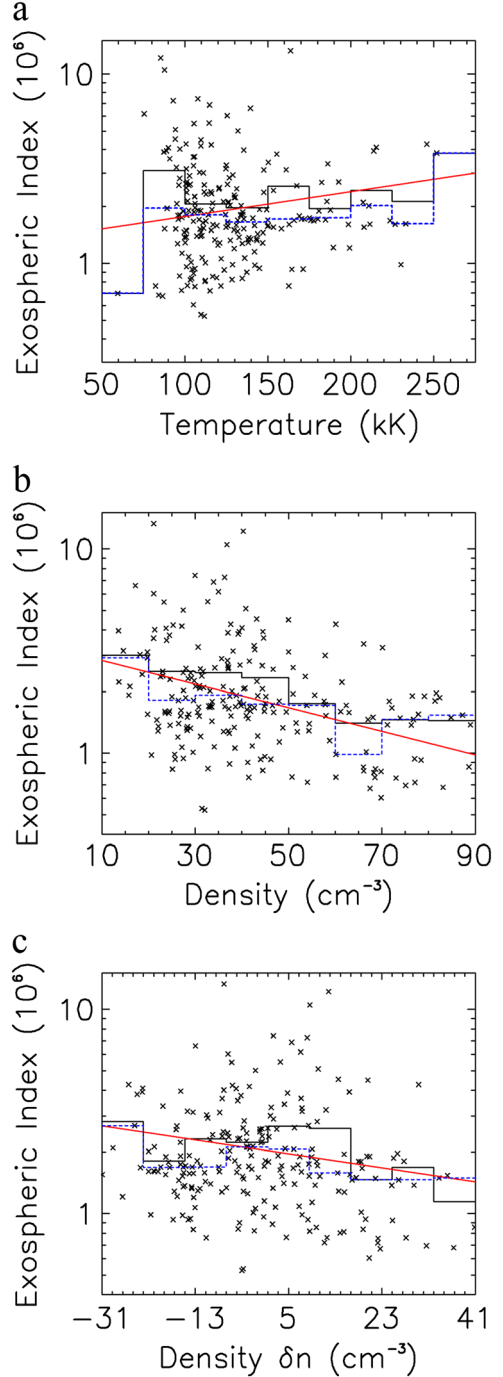 a
Exospheric Index (10⁶)
10
1
50 100 150 200 250
Temperature (kK)
b
Exospheric Index (10⁶)
10
1
10 30 50 70 90
Density (cm⁻³)
c
Exospheric Index (10⁶)
10
1
−31 −13 5 23 41
Density δn (cm⁻³)